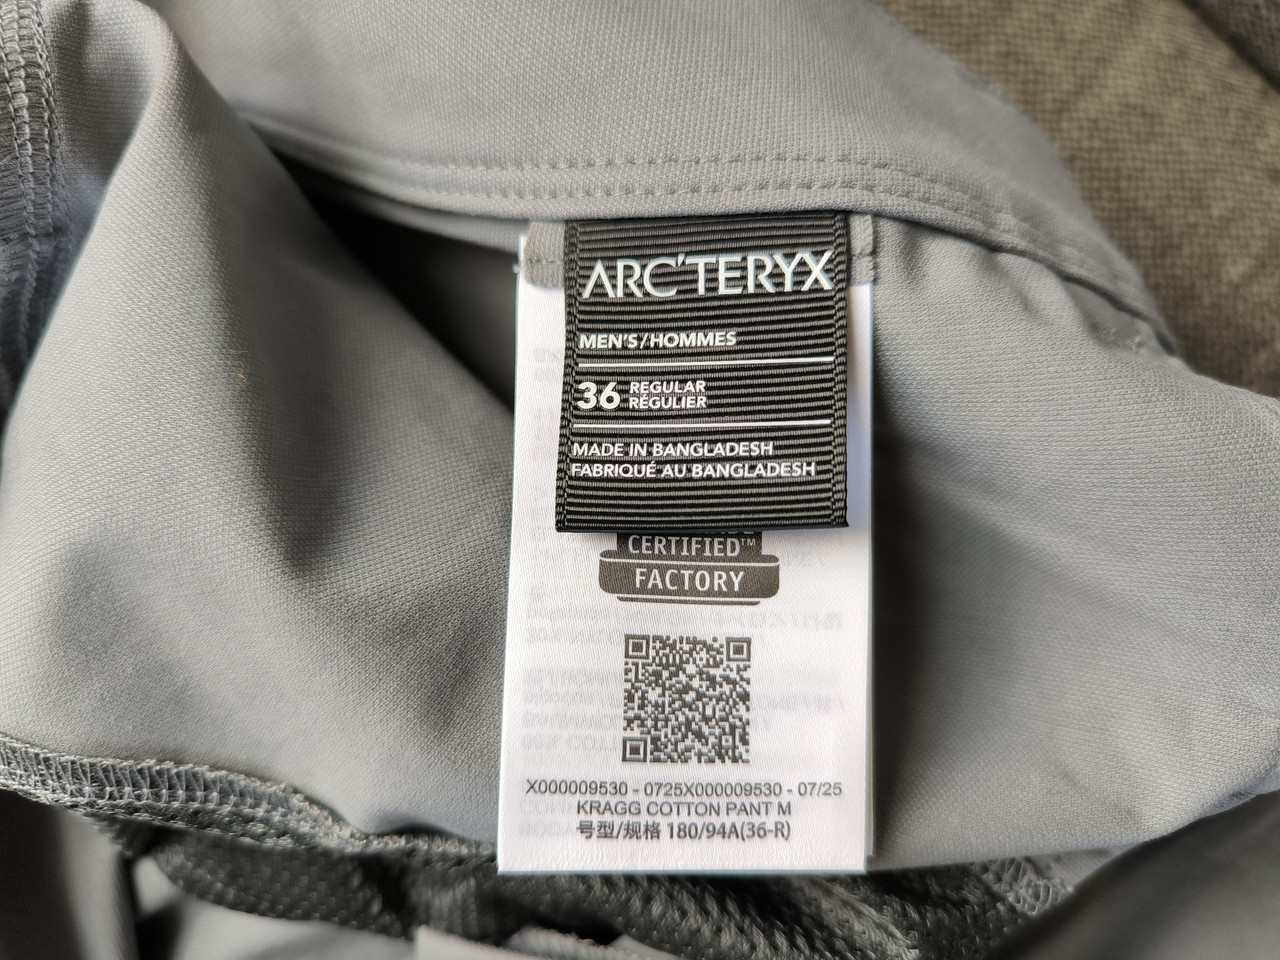 ARC'TERYX
MEN'S/HOMMES
36 REGULAR
RÉGULIER
MADE IN BANGLADESH
FABRIQUÉ AU BANGLADESH
CERTIFIED™
FACTORY
X000009530 - 0725X000009530 - 07/25
KRAGG COTTON PANT M
号型/规格 180/94A(36-R)